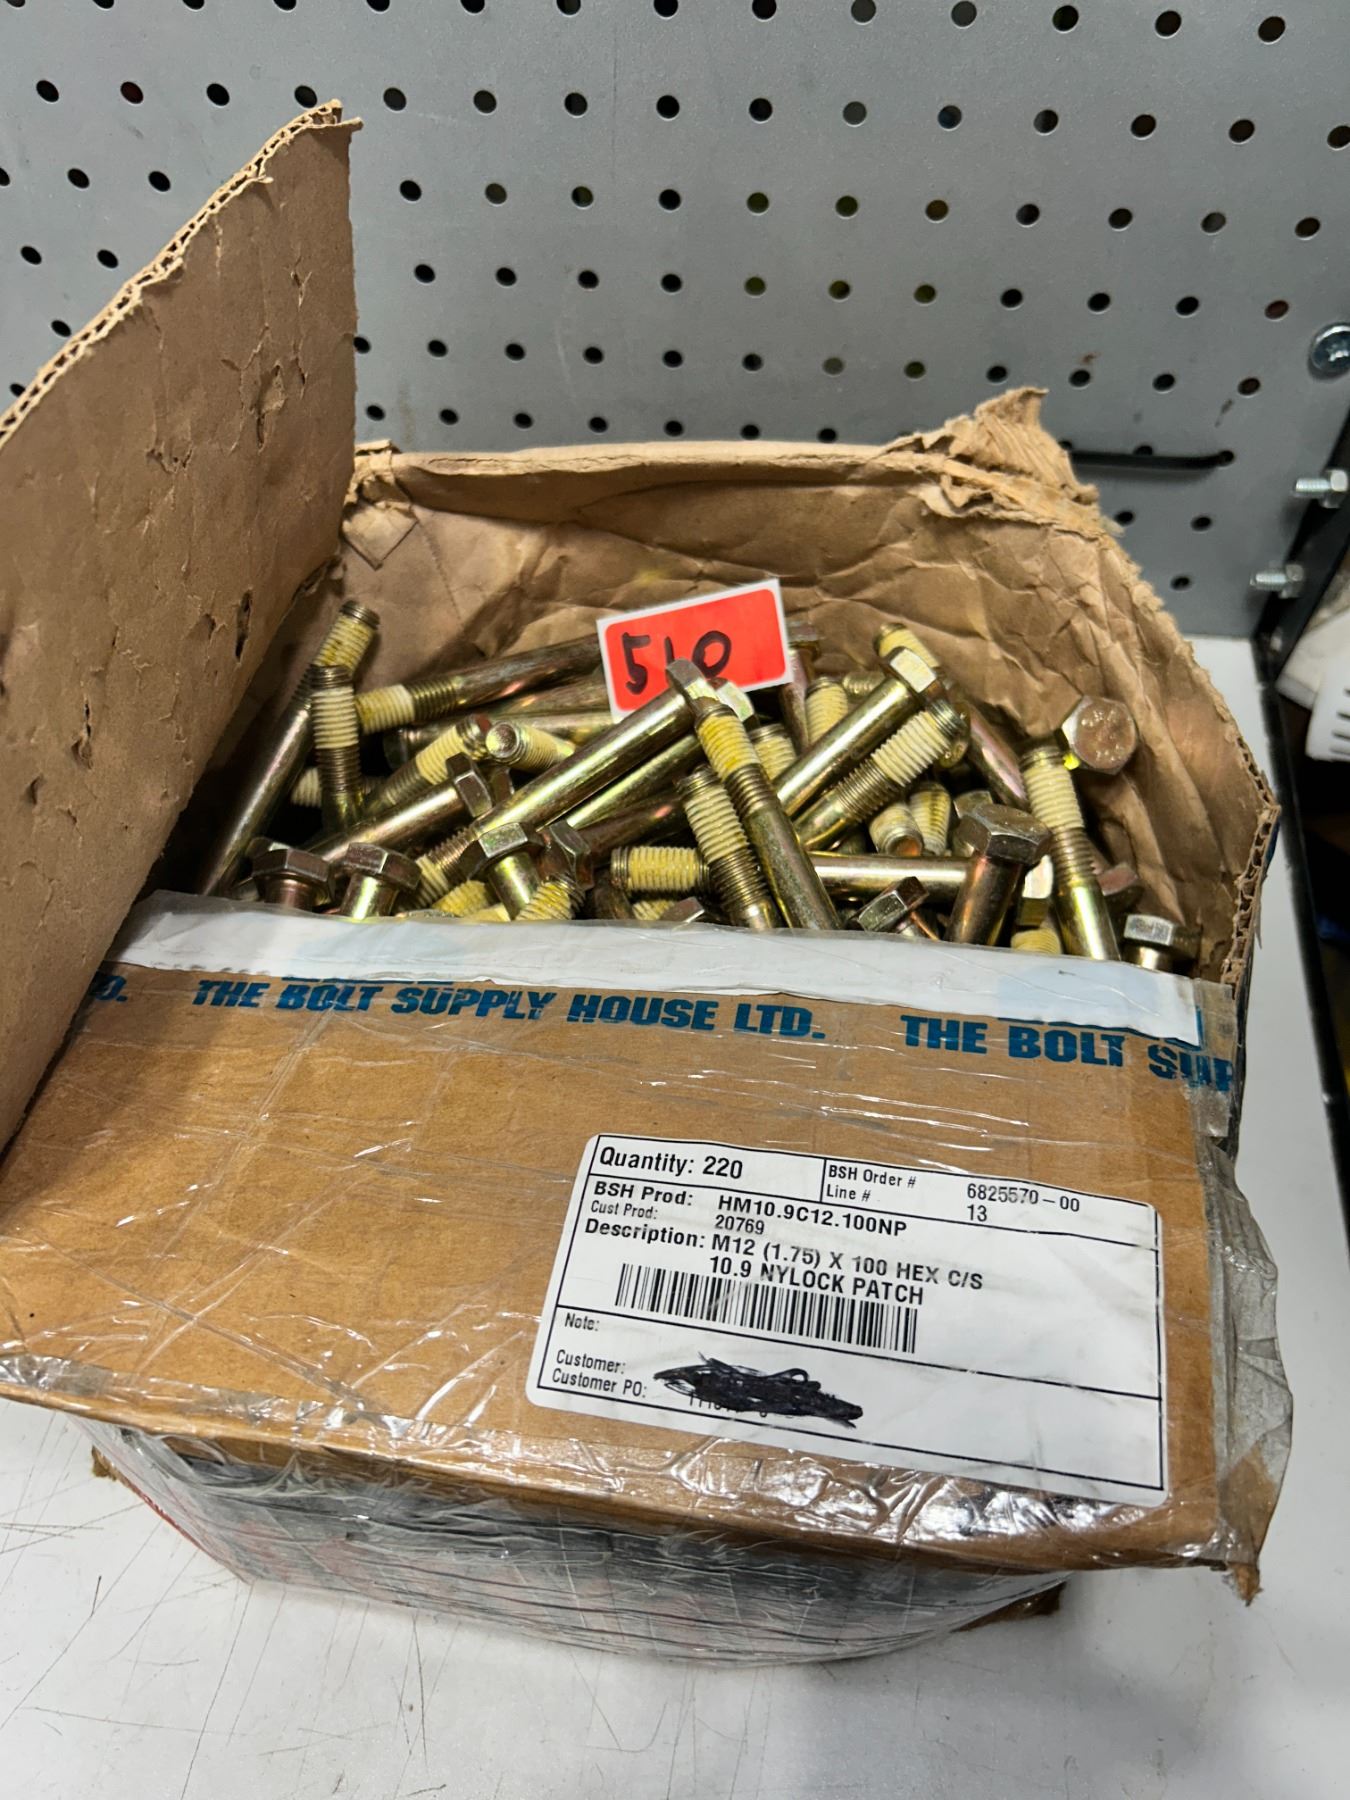 510
D. THE BOLT SUPPLY HOUSE LTD. THE BOLT SUP
Quantity: 220
BSH Order # 6825570-00
Line # 13
BSH Prod: HM10.9C12.100NP
Cust Prod: 20769
Description: M12 (1.75) X 100 HEX C/S
10.9 NYLOCK PATCH
Note:
Customer:
Customer PO: